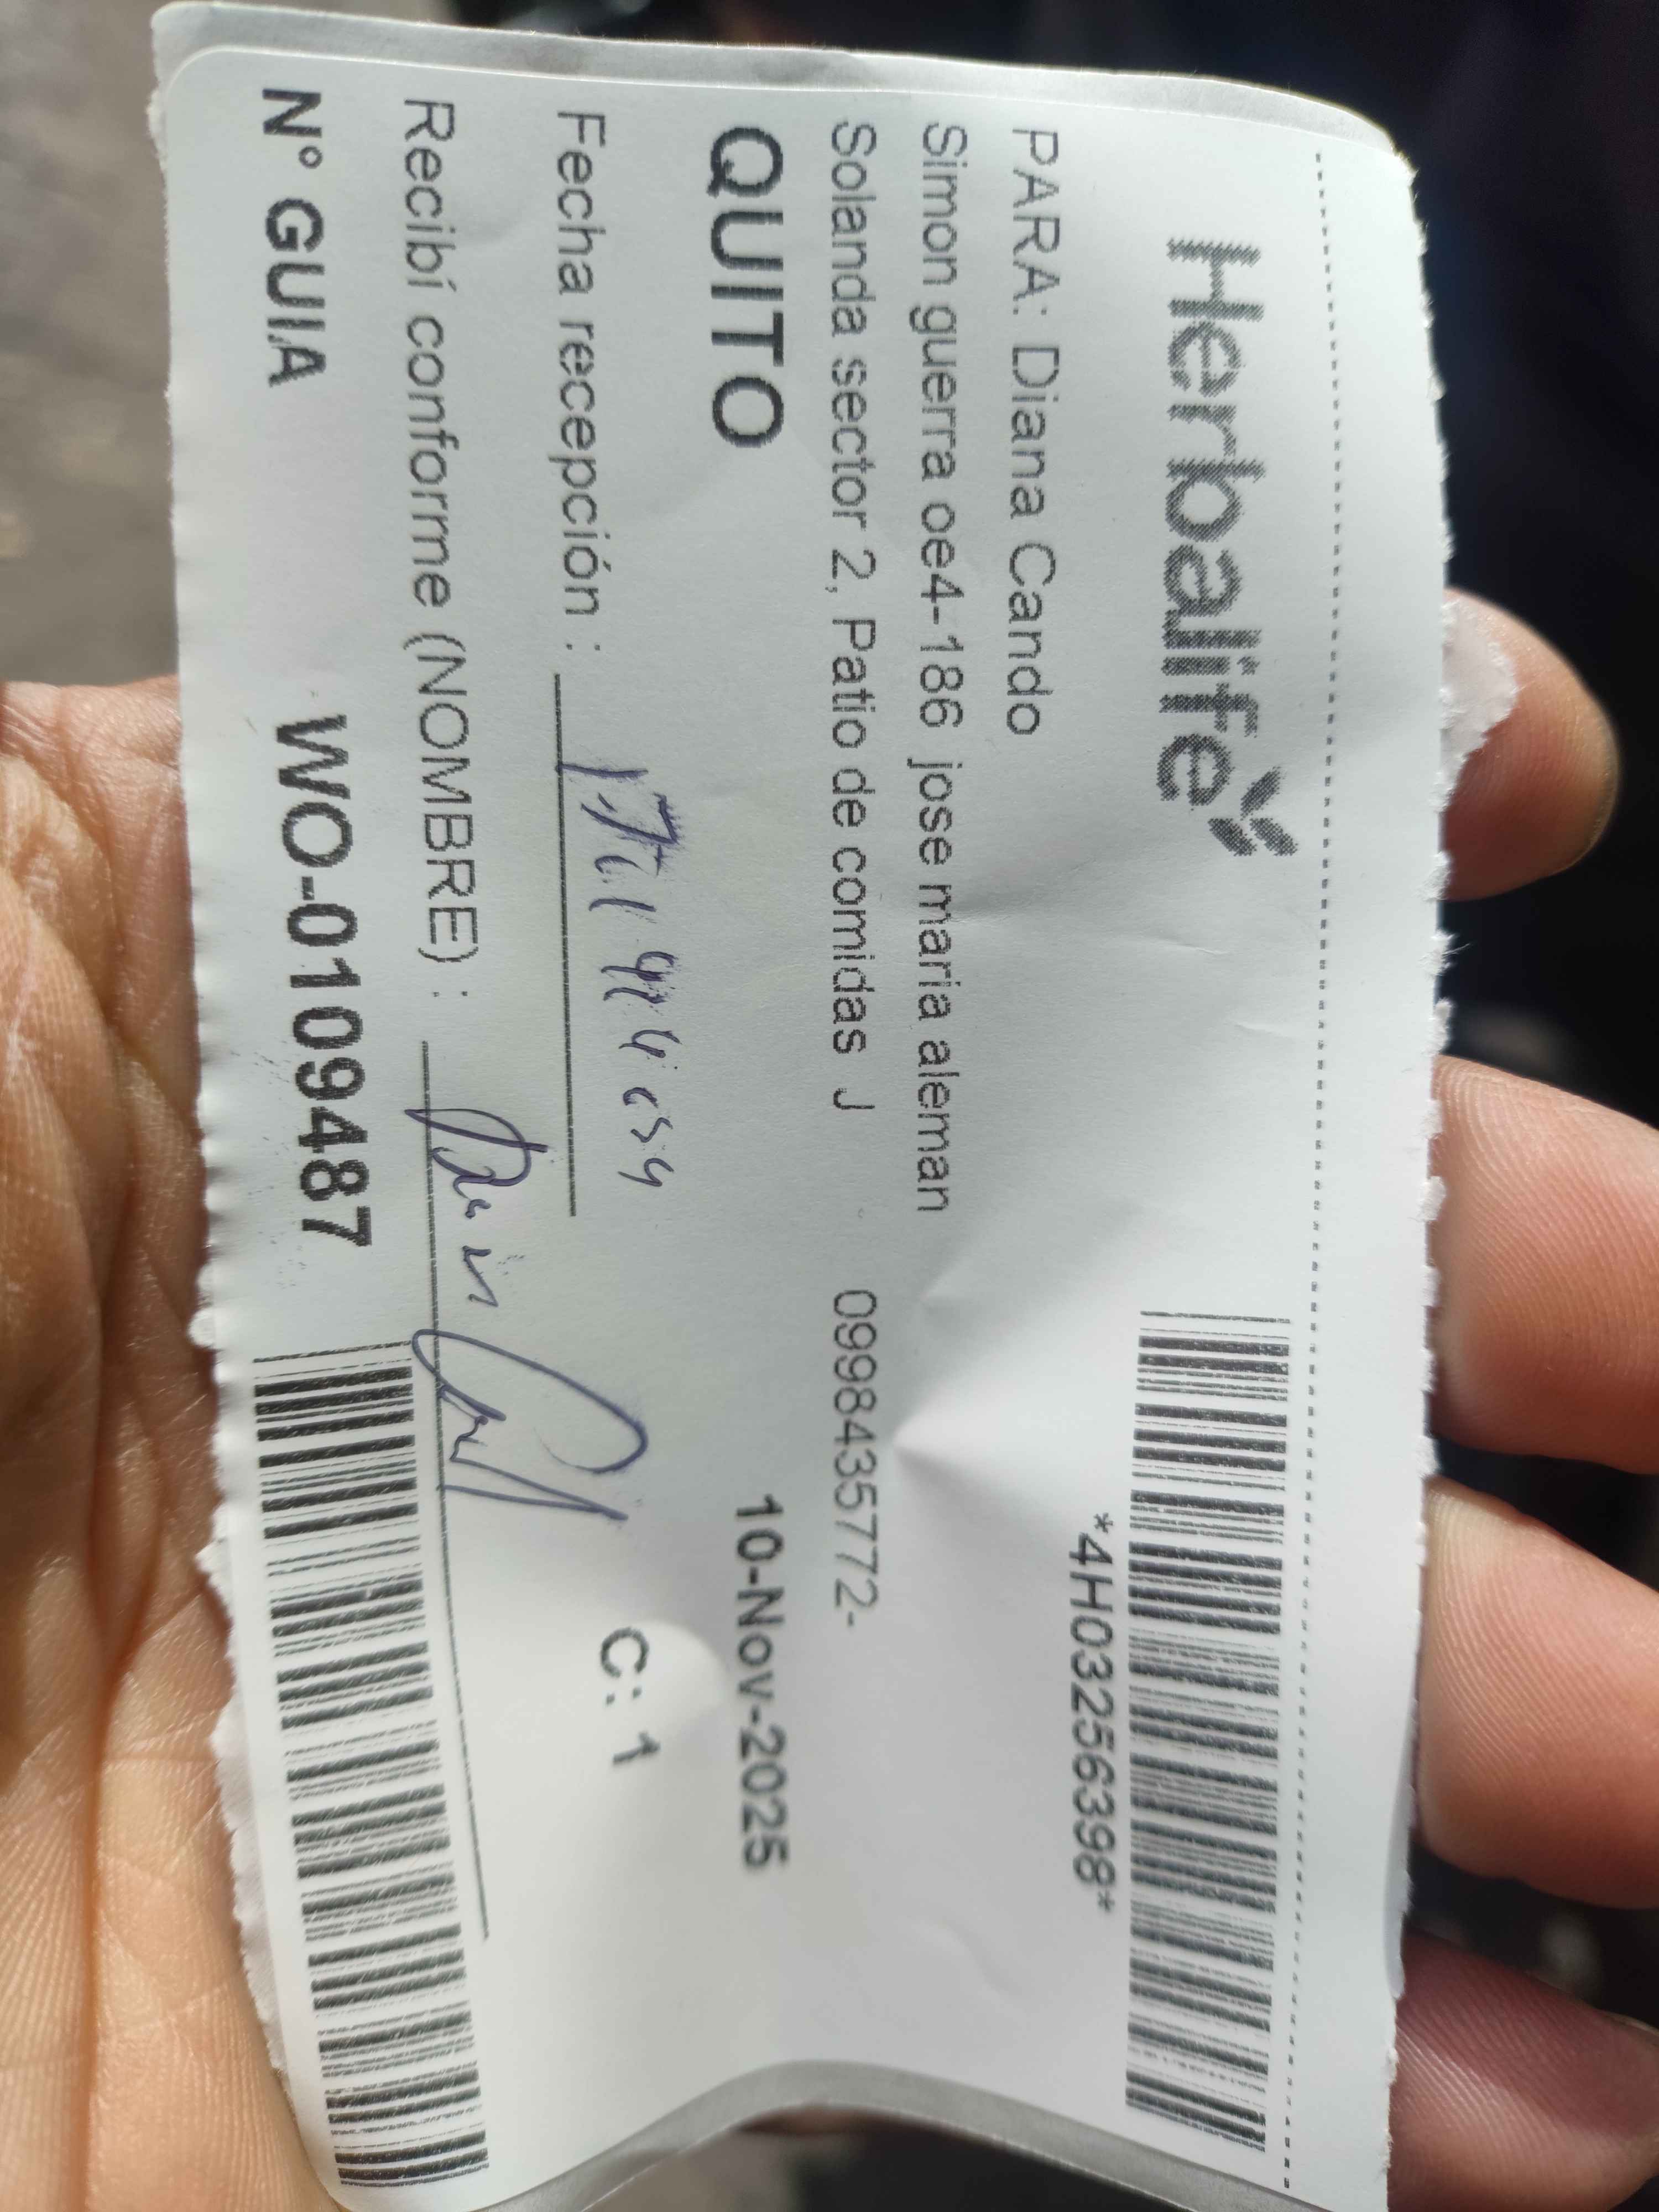 Herbalife
*4H03256398*
PARA: Diana Cando
Simon guerra oe4-186 jose maria aleman
Solanda sector 2, Patio de comidas J 0998435772-
QUITO 10-Nov-2025
Fecha recepción :
C: 1
Recibí conforme (NOMBRE) :
N° GUIA WO-0109487